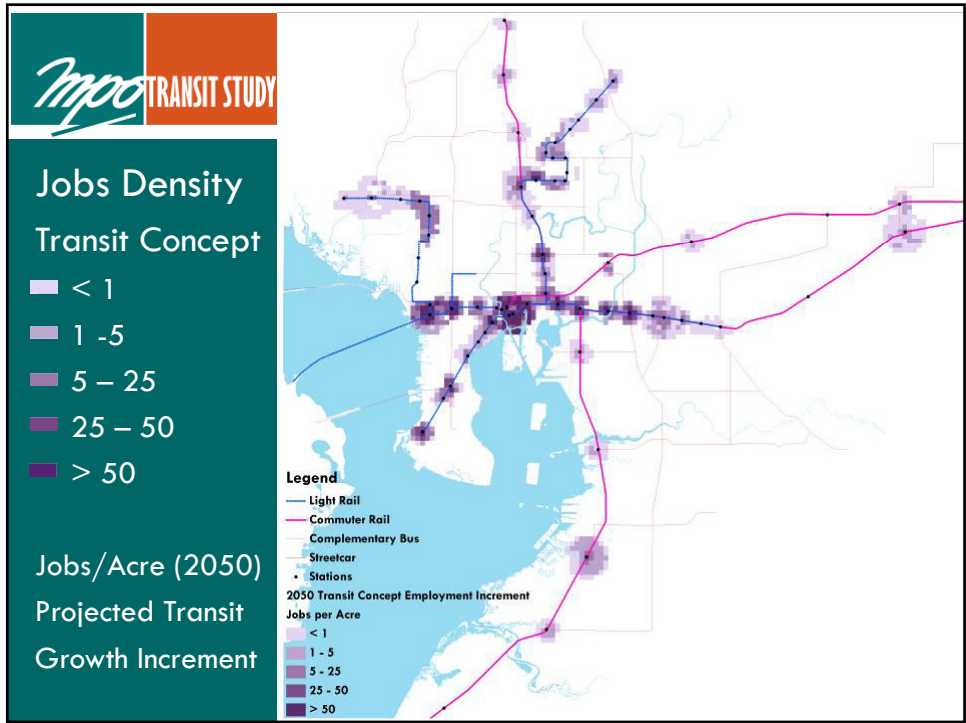 mpo TRANSIT STUDY
Jobs Density
Transit Concept
< 1
1 -5
5 – 25
25 – 50
> 50
Jobs/Acre (2050)
Projected Transit
Growth Increment
Legend
Light Rail
Commuter Rail
Complementary Bus
Streetcar
Stations
2050 Transit Concept Employment Increment
Jobs per Acre
< 1
1 - 5
5 - 25
25 - 50
> 50